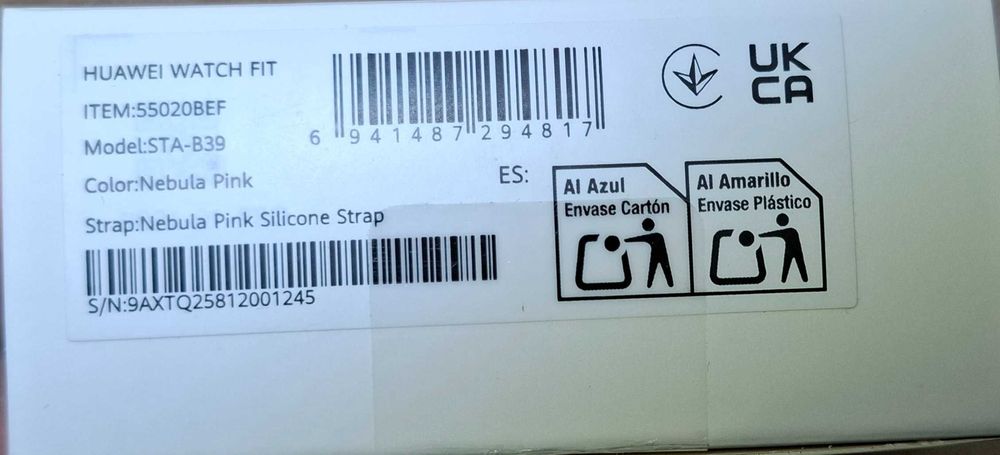 HUAWEI WATCH FIT
ITEM:55020BEF
Model:STA-B39
Color:Nebula Pink
Strap:Nebula Pink Silicone Strap
S/N:9AXTQ25812001245
6 941487 294817
UK
CA
ES:
Al Azul
Envase Cartón
Al Amarillo
Envase Plástico